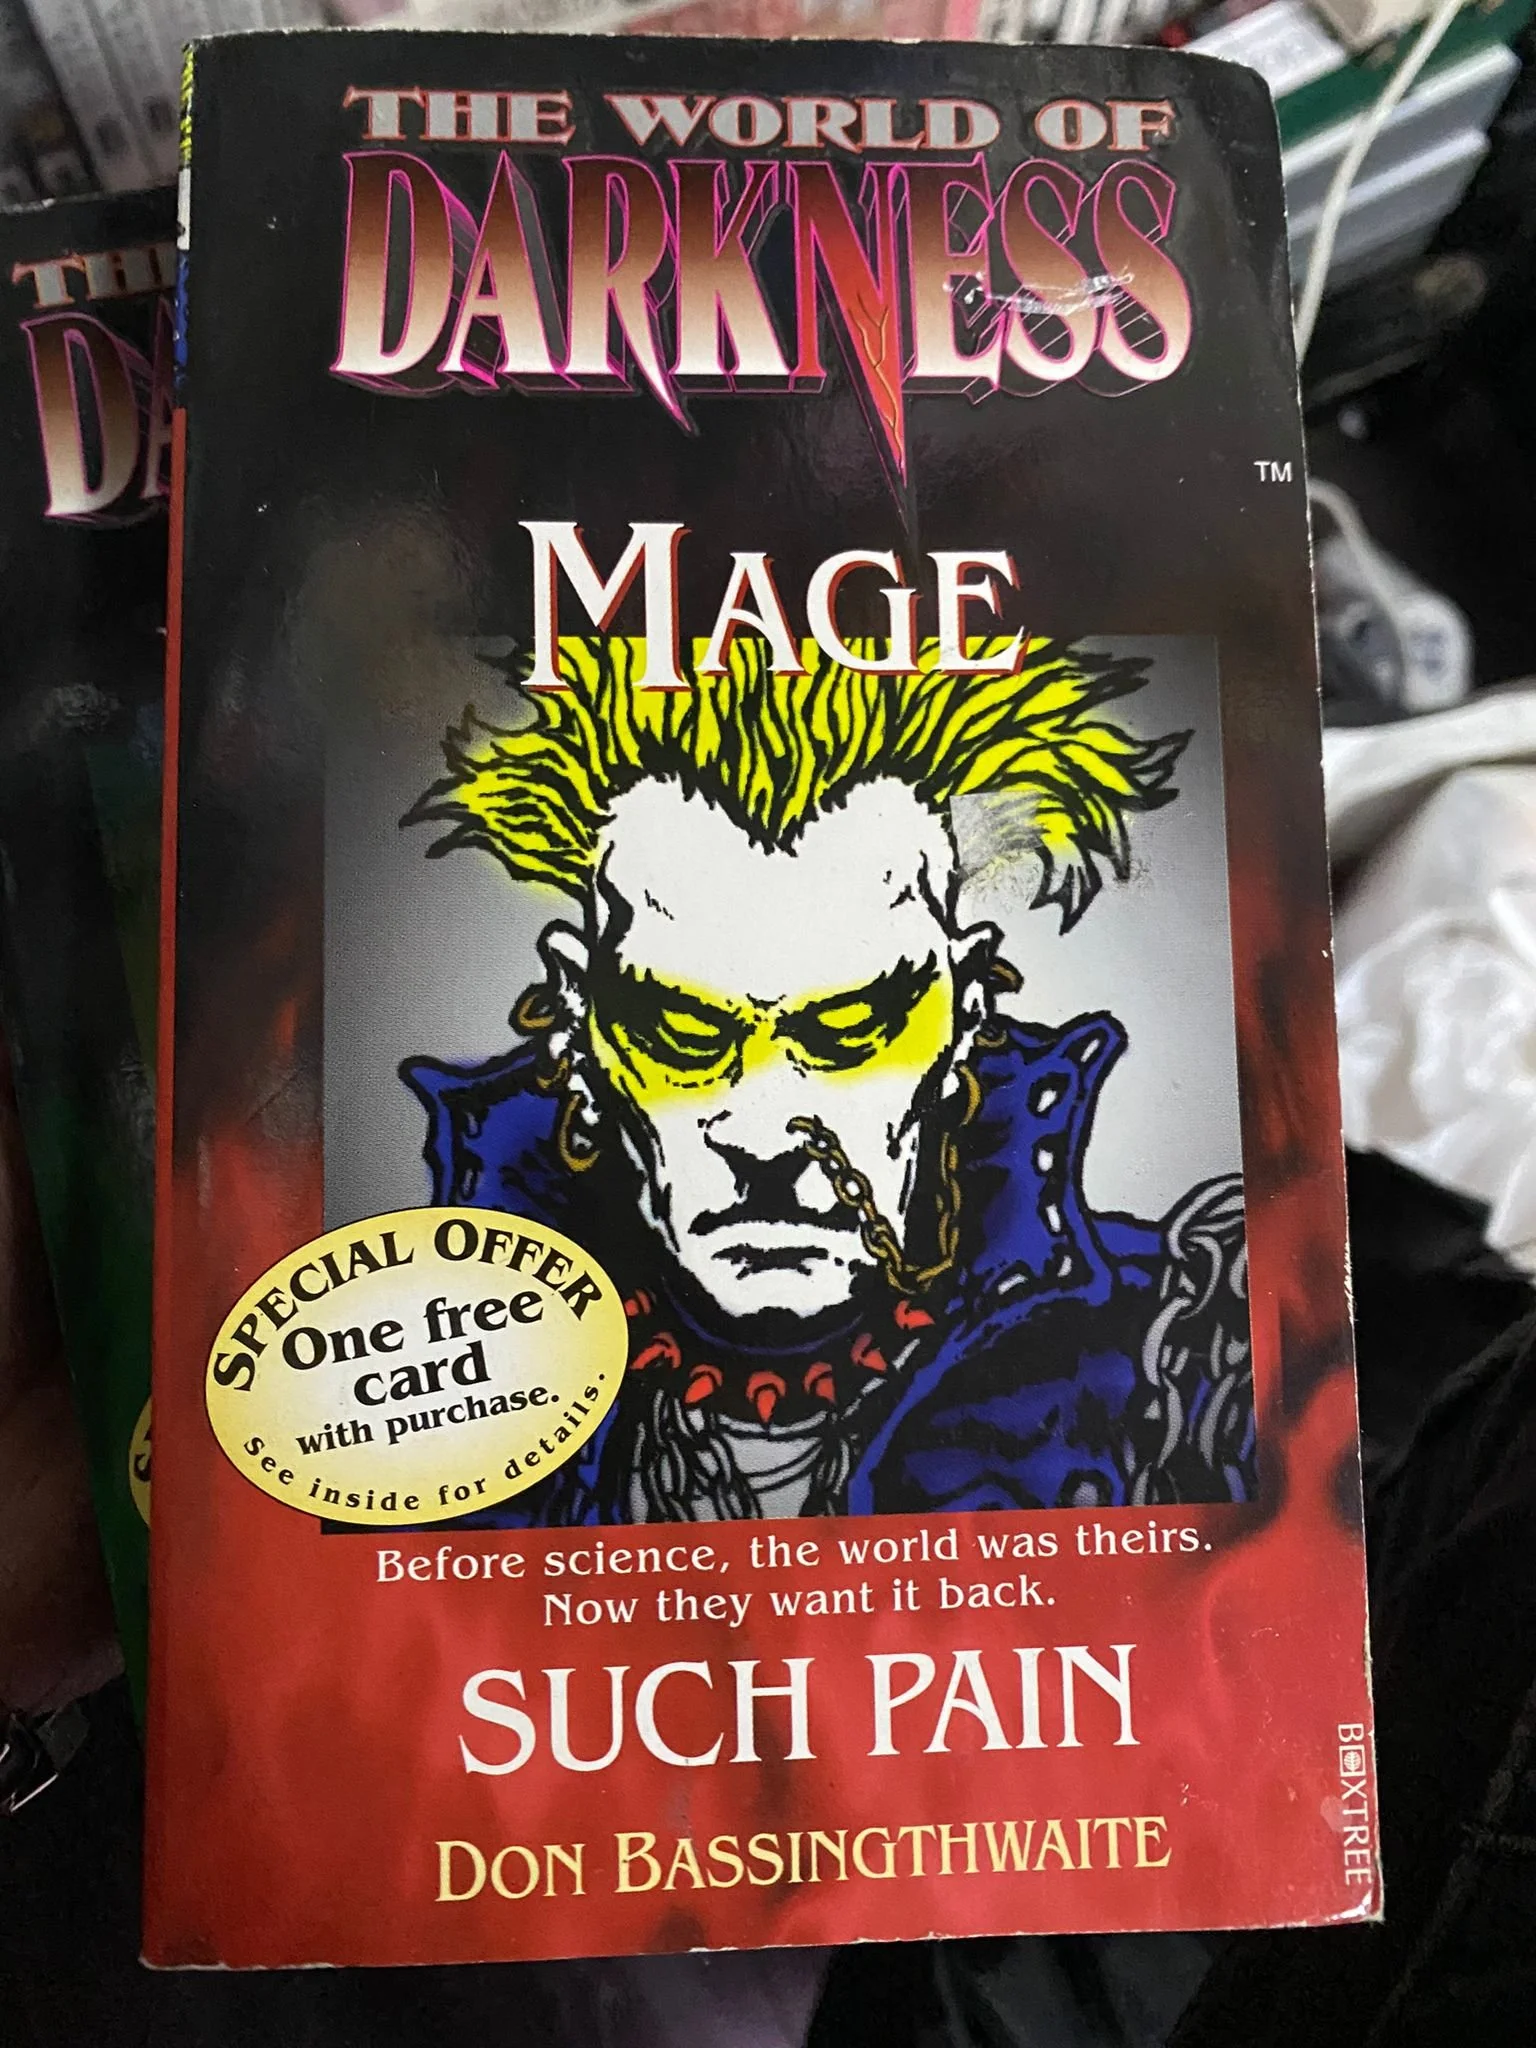 THE WORLD OF
DARKNESS
TM
MAGE
SPECIAL OFFER
One free
card
with purchase.
See inside for details.
Before science, the world was theirs.
Now they want it back.
SUCH PAIN
DON BASSINGTHWAITE
BOXTREE